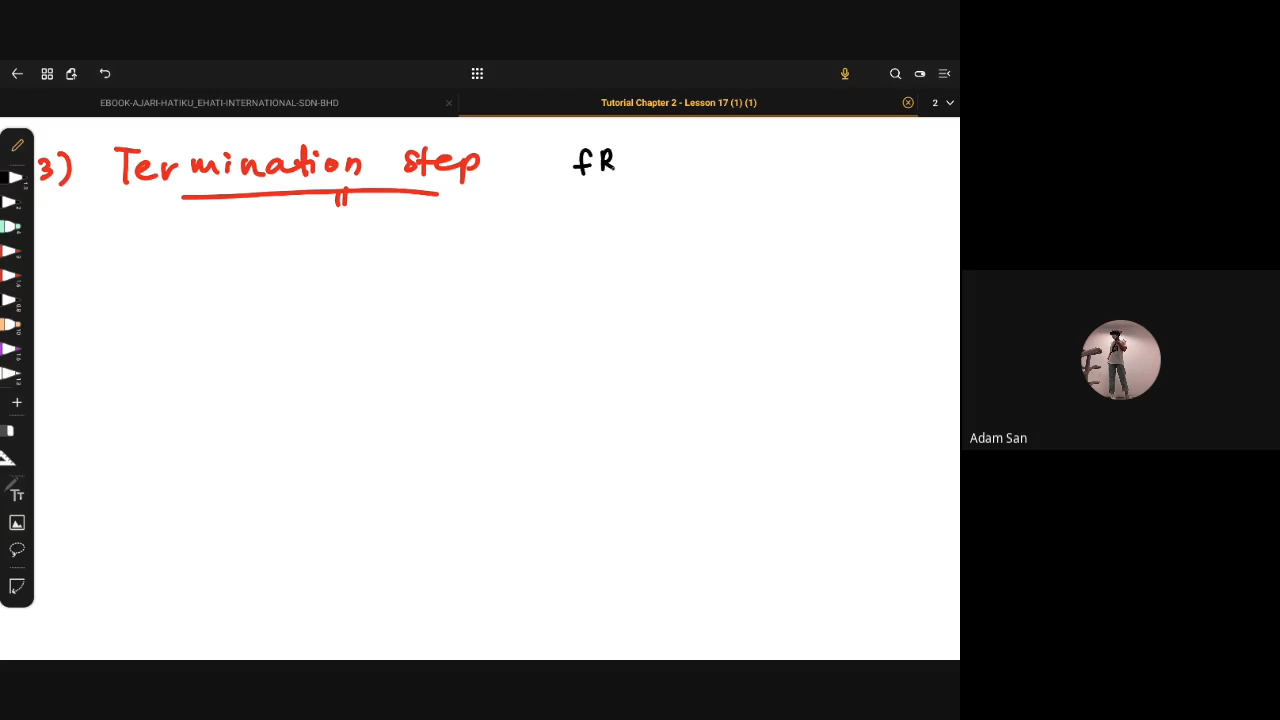 EBOOK-AJARI-HATIKU_EHATI-INTERNATIONAL-SDN-BHD
Tutorial Chapter 2 - Lesson 17 (1) (1)
2
3) Termination step fR
Tт
Adam San